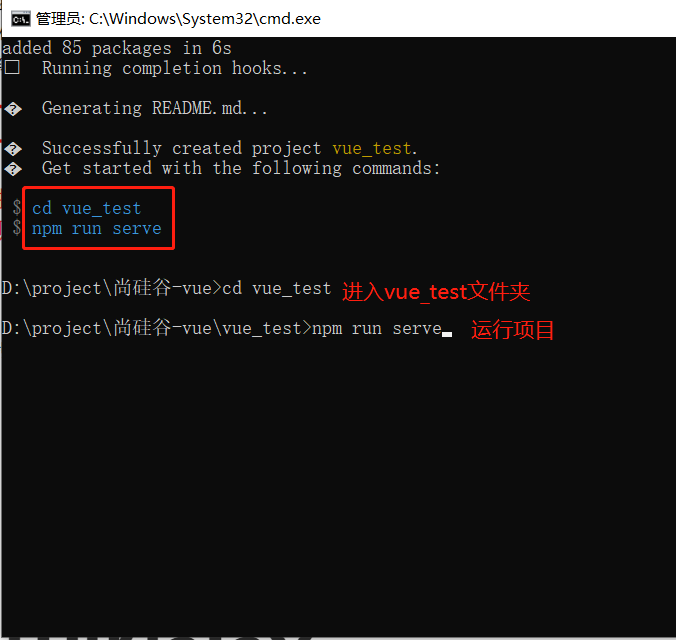 管理员: C:\Windows\System32\cmd.exe
added 85 packages in 6s
Running completion hooks...
Generating README.md...
Successfully created project vue_test.
Get started with the following commands:
$ cd vue_test
$ npm run serve
D:\project\尚硅谷-vue>cd vue_test 进入vue_test文件夹
D:\project\尚硅谷-vue\vue_test>npm run serve 运行项目